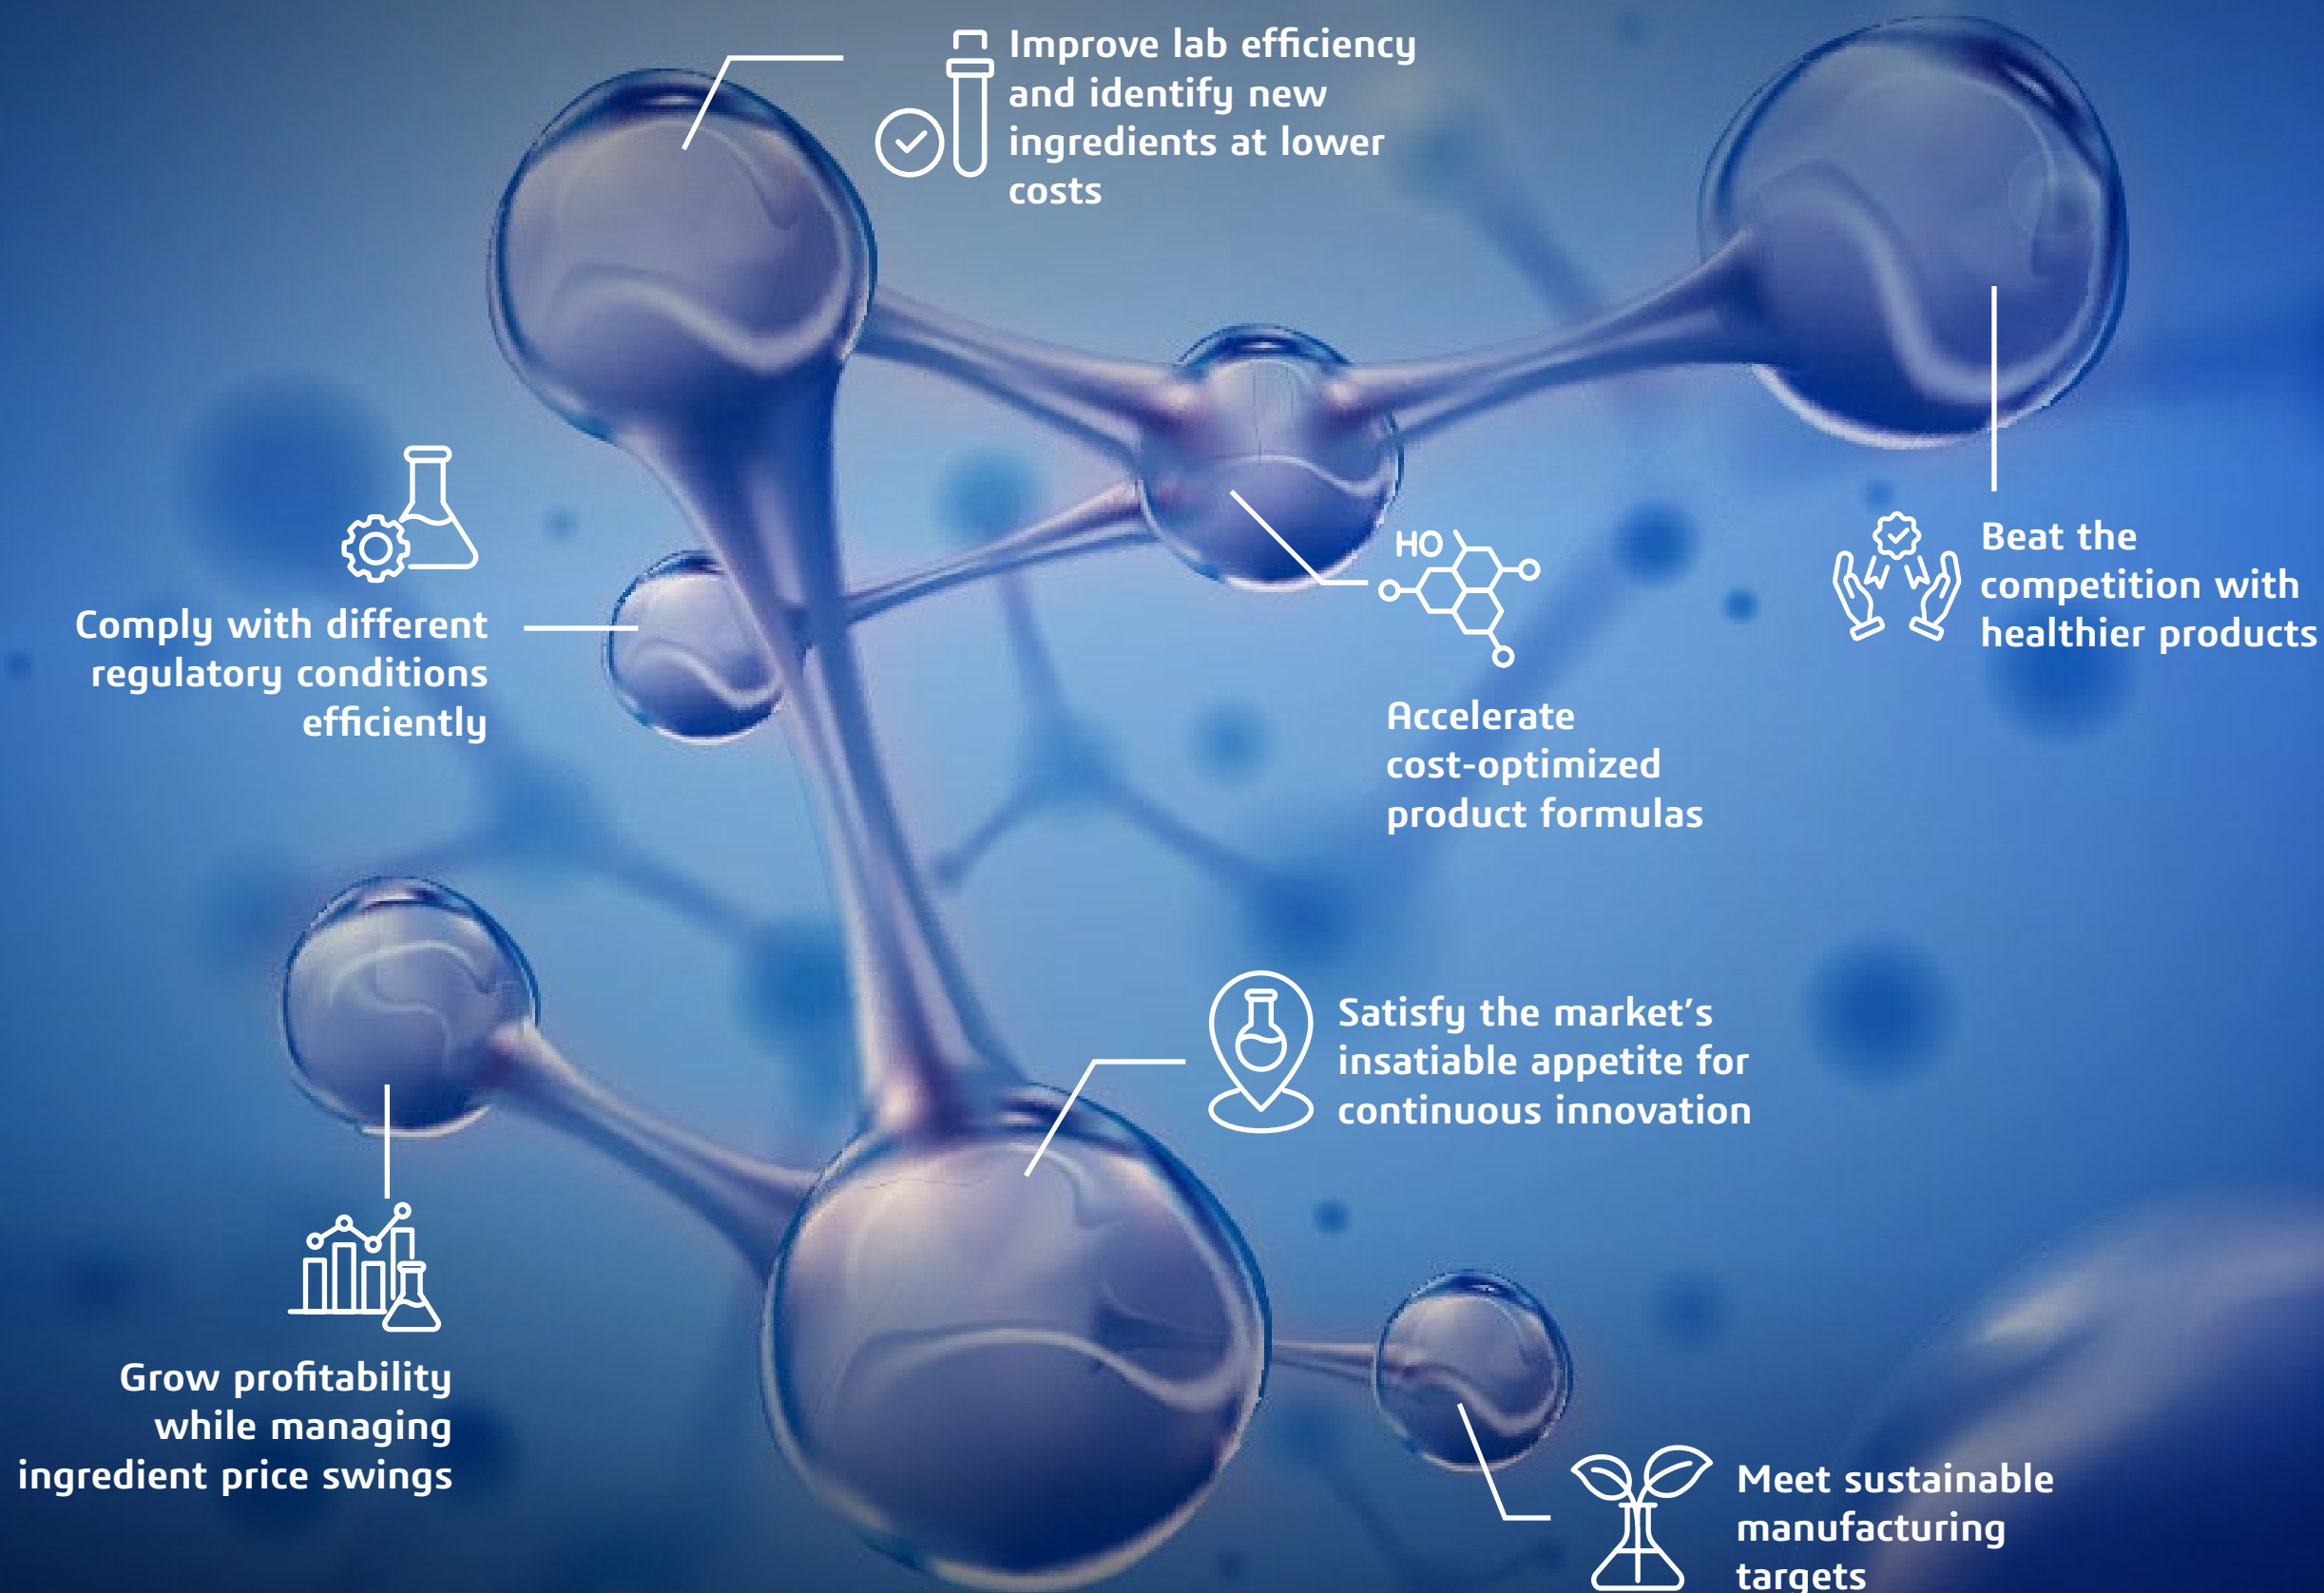 Improve lab efficiency
and identify new
ingredients at lower
costs
Beat the
competition with
healthier products
HO
Comply with different
regulatory conditions
efficiently
Accelerate
cost-optimized
product formulas
Satisfy the market’s
insatiable appetite for
continuous innovation
Grow profitability
while managing
ingredient price swings
Meet sustainable
manufacturing
targets